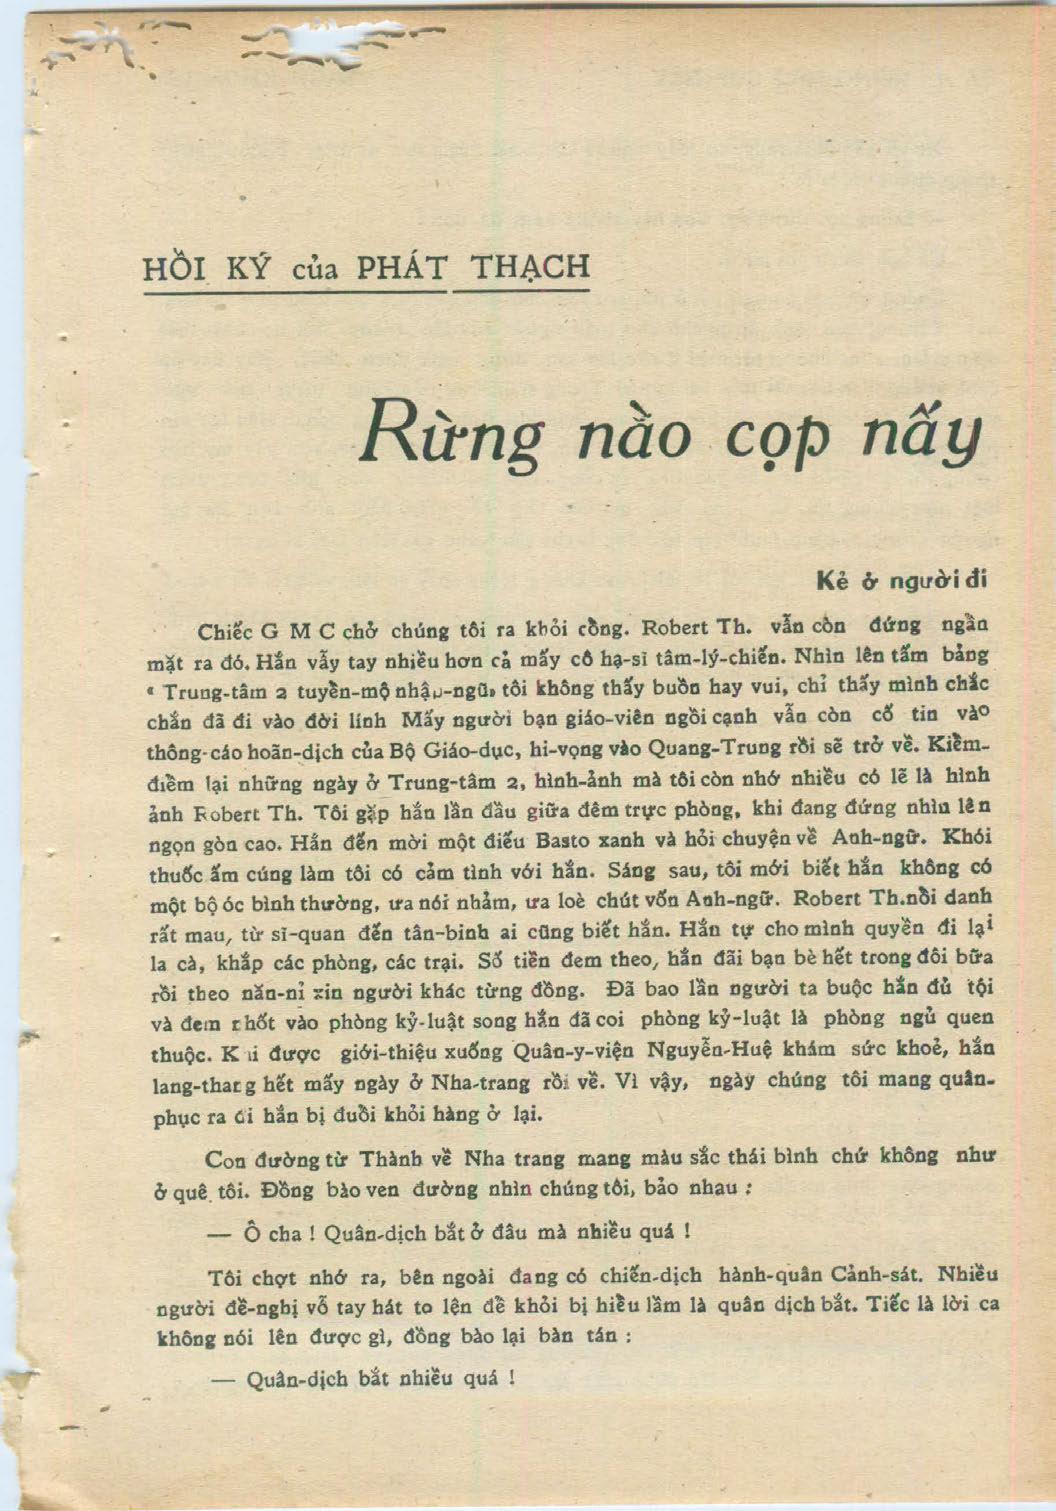 HỒI KÝ của PHÁT THẠCH
Rừng nào cọp nấy
Kẻ ở người đi
Chiếc G M C chở chúng tôi ra khỏi cổng. Robert Th. vẫn còn đứng ngẩn
mặt ra đó. Hắn vẫy tay nhiều hơn cả mấy cô hạ-sĩ tâm-lý-chiến. Nhìn lên tấm bảng
« Trung-tâm 2 tuyển-mộ nhập-ngũ» tôi không thấy buồn hay vui, chỉ thấy mình chắc
chắn đã đi vào đời lính Mấy người bạn giáo-viên ngồi cạnh vẫn còn cố tin vào
thông-cáo hoãn-dịch của Bộ Giáo-dục, hi-vọng vào Quang-Trung rồi sẽ trở về. Kiểm-
điểm lại những ngày ở Trung-tâm 2, hình-ảnh mà tôi còn nhớ nhiều có lẽ là hình
ảnh Robert Th. Tôi gặp hắn lần đầu giữa đêm trực phòng, khi đang đứng nhìn lên
ngọn gòn cao. Hắn đến mời một điếu Basto xanh và hỏi chuyện về Anh-ngữ. Khói
thuốc ấm cúng làm tôi có cảm tình với hắn. Sáng sau, tôi mới biết hắn không có
một bộ óc bình thường, ưa nói nhảm, ưa loè chút vốn Anh-ngữ. Robert Th.nổi danh
rất mau, từ sĩ-quan đến tân-binh ai cũng biết hắn. Hắn tự cho mình quyền đi lại
la cà, khắp các phòng, các trại. Số tiền đem theo, hắn đãi bạn bè hết trong đôi bữa
rồi theo năn-nỉ xin người khác từng đồng. Đã bao lần người ta buộc hắn đủ tội
và đem nhốt vào phòng kỷ-luật song hắn đã coi phòng kỷ-luật là phòng ngủ quen
thuộc. Khi được giới-thiệu xuống Quân-y-viện Nguyễn-Huệ khám sức khoẻ, hắn
lang-thang hết mấy ngày ở Nha-trang rồi về. Vì vậy, ngày chúng tôi mang quân-
phục ra đi hắn bị đuổi khỏi hàng ở lại.
Con đường từ Thành về Nha trang mang màu sắc thái bình chứ không như
ở quê tôi. Đồng bào ven đường nhìn chúng tôi, bảo nhau :
— Ô cha ! Quân-dịch bắt ở đâu mà nhiều quá !
Tôi chợt nhớ ra, bên ngoài đang có chiến-dịch hành-quân Cảnh-sát. Nhiều
người đề-nghị vỗ tay hát to lên để khỏi bị hiểu lầm là quân dịch bắt. Tiếc là lời ca
không nói lên được gì, đồng bào lại bàn tán :
— Quân-dịch bắt nhiều quá !